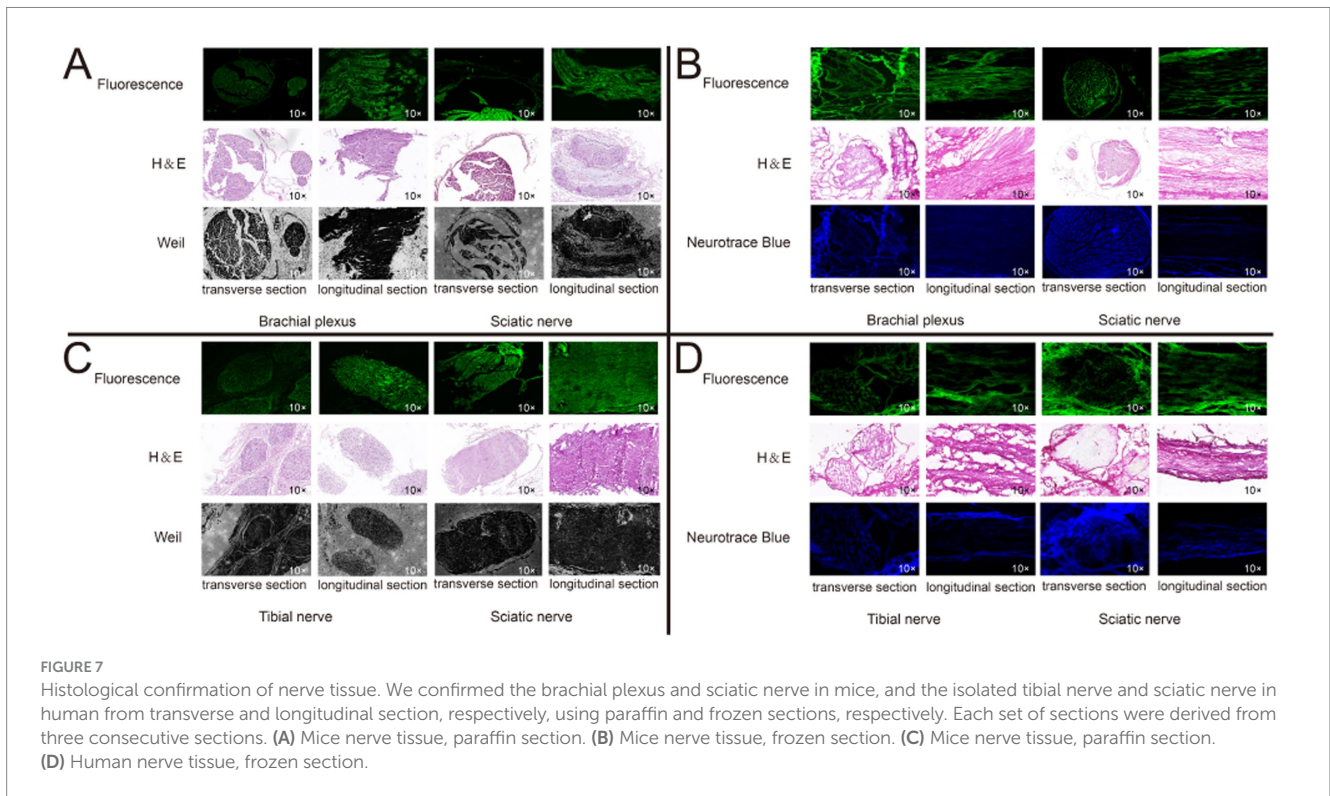 A
Fluorescence
10× 10× 10× 10×
H&E
10× 10× 10× 10×
Weil
10× 10× 10× 10×
transverse section longitudinal section transverse section longitudinal section
Brachial plexus Sciatic nerve
B
Fluorescence
10× 10× 10× 10×
H&E
10× 10× 10× 10×
Neurotrace Blue
10× 10× 10× 10×
transverse section longitudinal section transverse section longitudinal section
Brachial plexus Sciatic nerve
C
Fluorescence
10× 10× 10× 10×
H&E
10× 10× 10× 10×
Weil
10× 10× 10× 10×
transverse section longitudinal section transverse section longitudinal section
Tibial nerve Sciatic nerve
D
Fluorescence
10× 10× 10× 10×
H&E
10× 10× 10× 10×
Neurotrace Blue
10× 10× 10× 10×
transverse section longitudinal section transverse section longitudinal section
Tibial nerve Sciatic nerve
FIGURE 7
Histological confirmation of nerve tissue. We confirmed the brachial plexus and sciatic nerve in mice, and the isolated tibial nerve and sciatic nerve in
human from transverse and longitudinal section, respectively, using paraffin and frozen sections, respectively. Each set of sections were derived from
three consecutive sections. (A) Mice nerve tissue, paraffin section. (B) Mice nerve tissue, frozen section. (C) Mice nerve tissue, paraffin section.
(D) Human nerve tissue, frozen section.